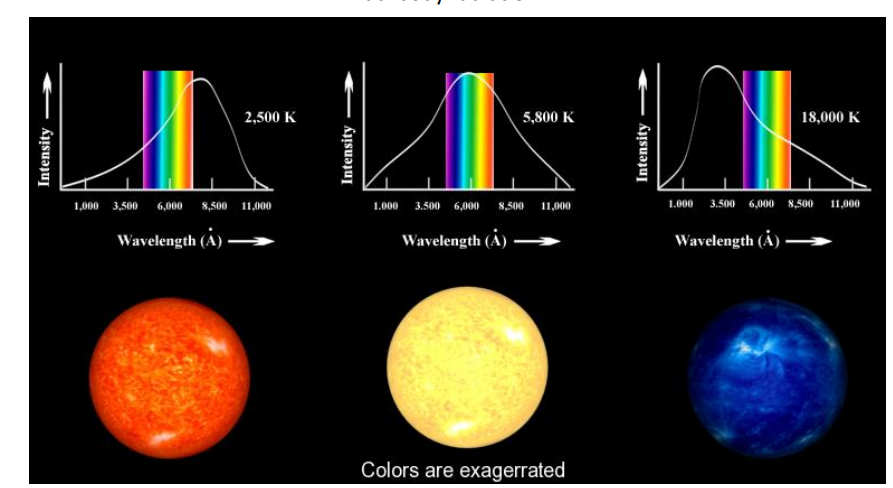 Intensity
2,500 K
1,000 3,500 6,000 8,500 11,000
Wavelength (Å)
Intensity
5,800 K
1.000 3.500 6,000 8,500 11,000
Wavelength (Å)
Intensity
18,000 K
1.000 3.500 6,000 8,500 11,000
Wavelength (Å)
Colors are exagerrated